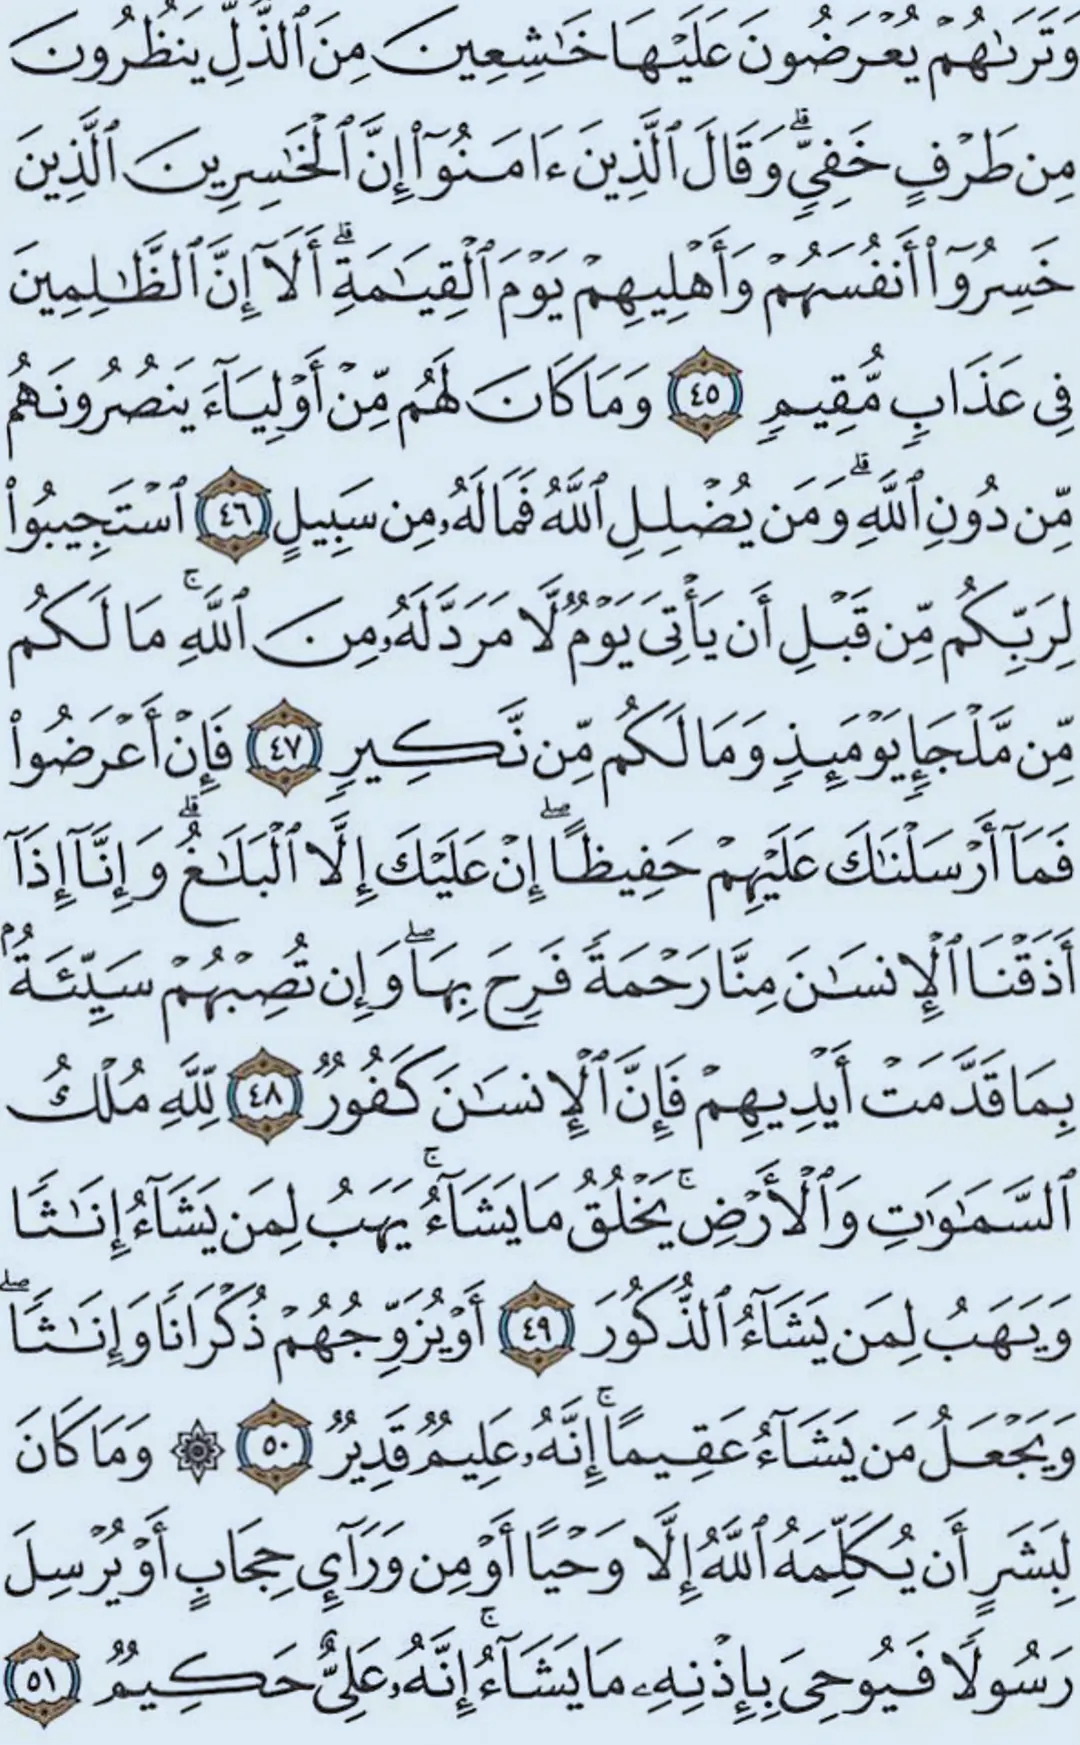 وَتَرَىٰهُمْ يُعْرَضُونَ عَلَيْهَا خَٰشِعِينَ مِنَ ٱلذُّلِّ يَنظُرُونَ
مِن طَرْفٍ خَفِىٍّۗ وَقَالَ ٱلَّذِينَ ءَامَنُوٓا۟ إِنَّ ٱلْخَٰسِرِينَ ٱلَّذِينَ
خَسِرُوٓا۟ أَنفُسَهُمْ وَأَهْلِيهِمْ يَوْمَ ٱلْقِيَٰمَةِۗ أَلَآ إِنَّ ٱلظَّٰلِمِينَ
فِى عَذَابٍ مُّقِيمٍ ٤٥ وَمَا كَانَ لَهُم مِّنْ أَوْلِيَآءَ يَنصُرُونَهُم
مِّن دُونِ ٱللَّهِۗ وَمَن يُضْلِلِ ٱللَّهُ فَمَا لَهُۥ مِن سَبِيلٍ ٤٦ ٱسْتَجِيبُوا۟
لِرَبِّكُم مِّن قَبْلِ أَن يَأْتِىَ يَوْمٌ لَّا مَرَدَّ لَهُۥ مِنَ ٱللَّهِۚ مَا لَكُم
مِّن مَّلْجَإٍ يَوْمَئِذٍ وَمَا لَكُم مِّن نَّكِيرٍ ٤٧ فَإِنْ أَعْرَضُوا۟
فَمَآ أَرْسَلْنَٰكَ عَلَيْهِمْ حَفِيظًاۖ إِنْ عَلَيْكَ إِلَّا ٱلْبَلَٰغُۗ وَإِنَّآ إِذَآ
أَذَقْنَا ٱلْإِنسَٰنَ مِنَّا رَحْمَةً فَرِحَ بِهَاۖ وَإِن تُصِبْهُمْ سَيِّئَةٌۢ
بِمَا قَدَّمَتْ أَيْدِيهِمْ فَإِنَّ ٱلْإِنسَٰنَ كَفُورٌ ٤٨ لِّلَّهِ مُلْكُ
ٱلسَّمَٰوَٰتِ وَٱلْأَرْضِۚ يَخْلُقُ مَا يَشَآءُۚ يَهَبُ لِمَن يَشَآءُ إِنَٰثًا
وَيَهَبُ لِمَن يَشَآءُ ٱلذُّكُورَ ٤٩ أَوْ يُزَوِّجُهُمْ ذُكْرَانًا وَإِنَٰثًاۖ
وَيَجْعَلُ مَن يَشَآءُ عَقِيمًاۚ إِنَّهُۥ عَلِيمٌ قَدِيرٌ ٥٠ ۞ وَمَا كَانَ
لِبَشَرٍ أَن يُكَلِّمَهُ ٱللَّهُ إِلَّا وَحْيًا أَوْ مِن وَرَآئِ حِجَابٍ أَوْ يُرْسِلَ
رَسُولًا فَيُوحِىَ بِإِذْنِهِۦ مَا يَشَآءُۚ إِنَّهُۥ عَلِىٌّ حَكِيمٌ ٥١